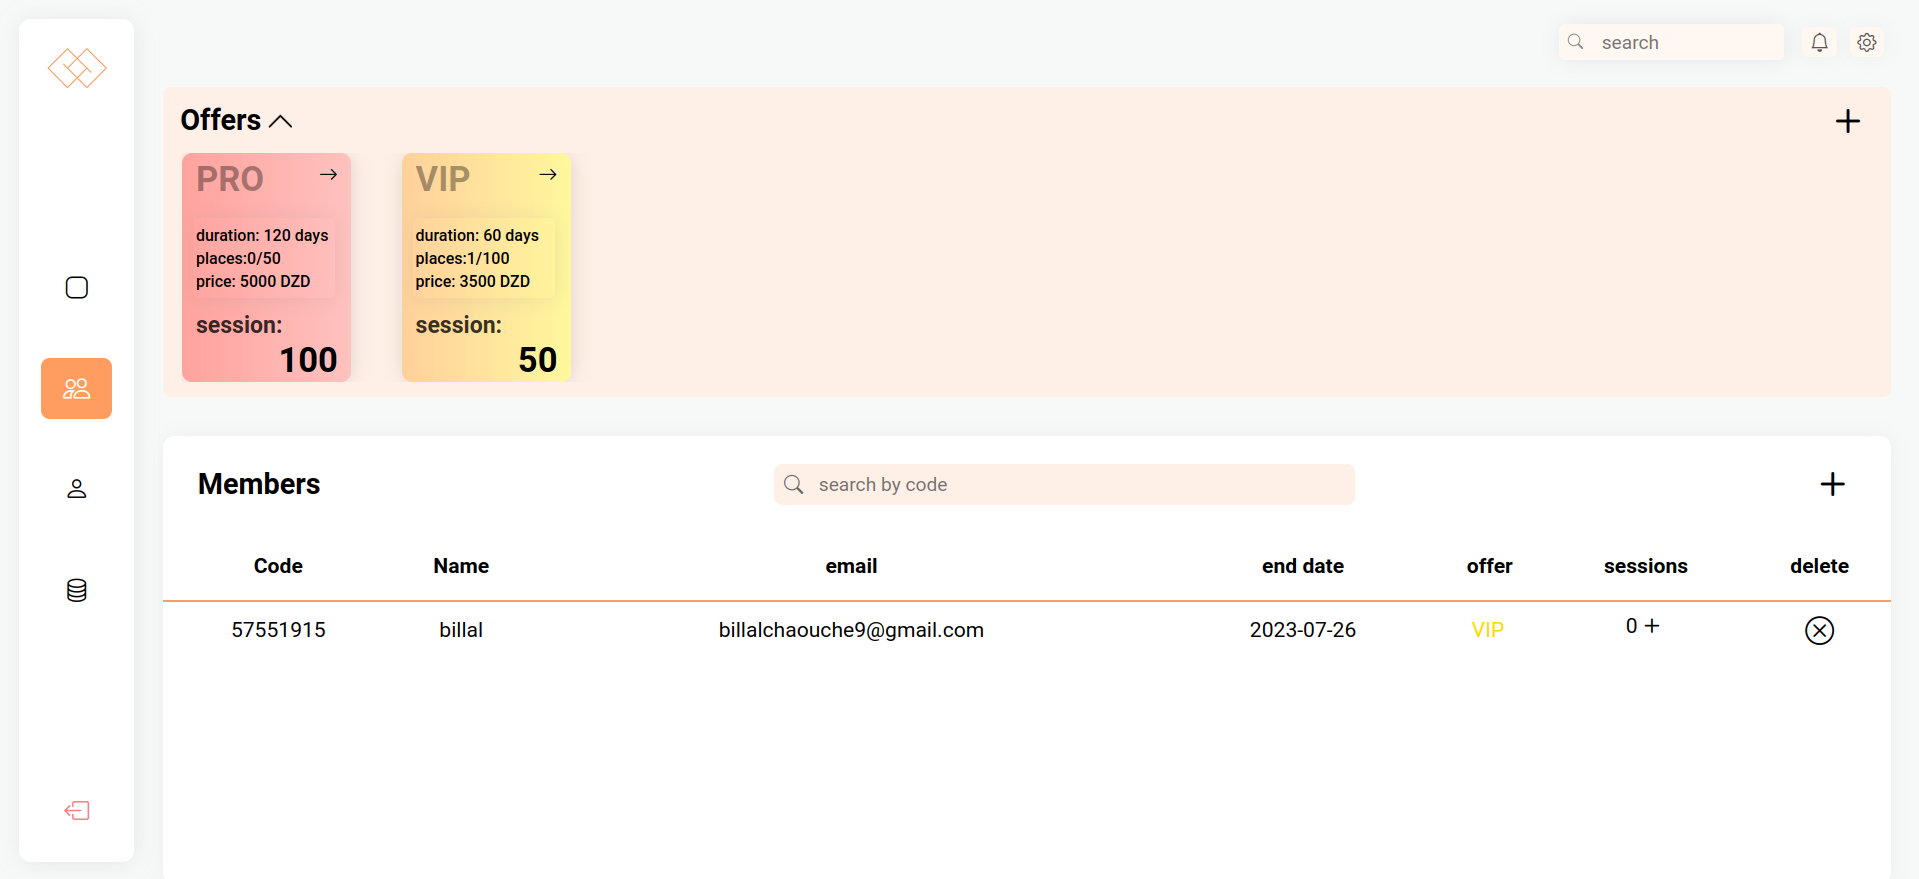 search
Offers
PRO
duration: 120 days
places:0/50
price: 5000 DZD
session:
100
VIP
duration: 60 days
places:1/100
price: 3500 DZD
session:
50
Members
search by code
Code Name email end date offer sessions delete
57551915 billal billalchaouche9@gmail.com 2023-07-26 VIP 0 +